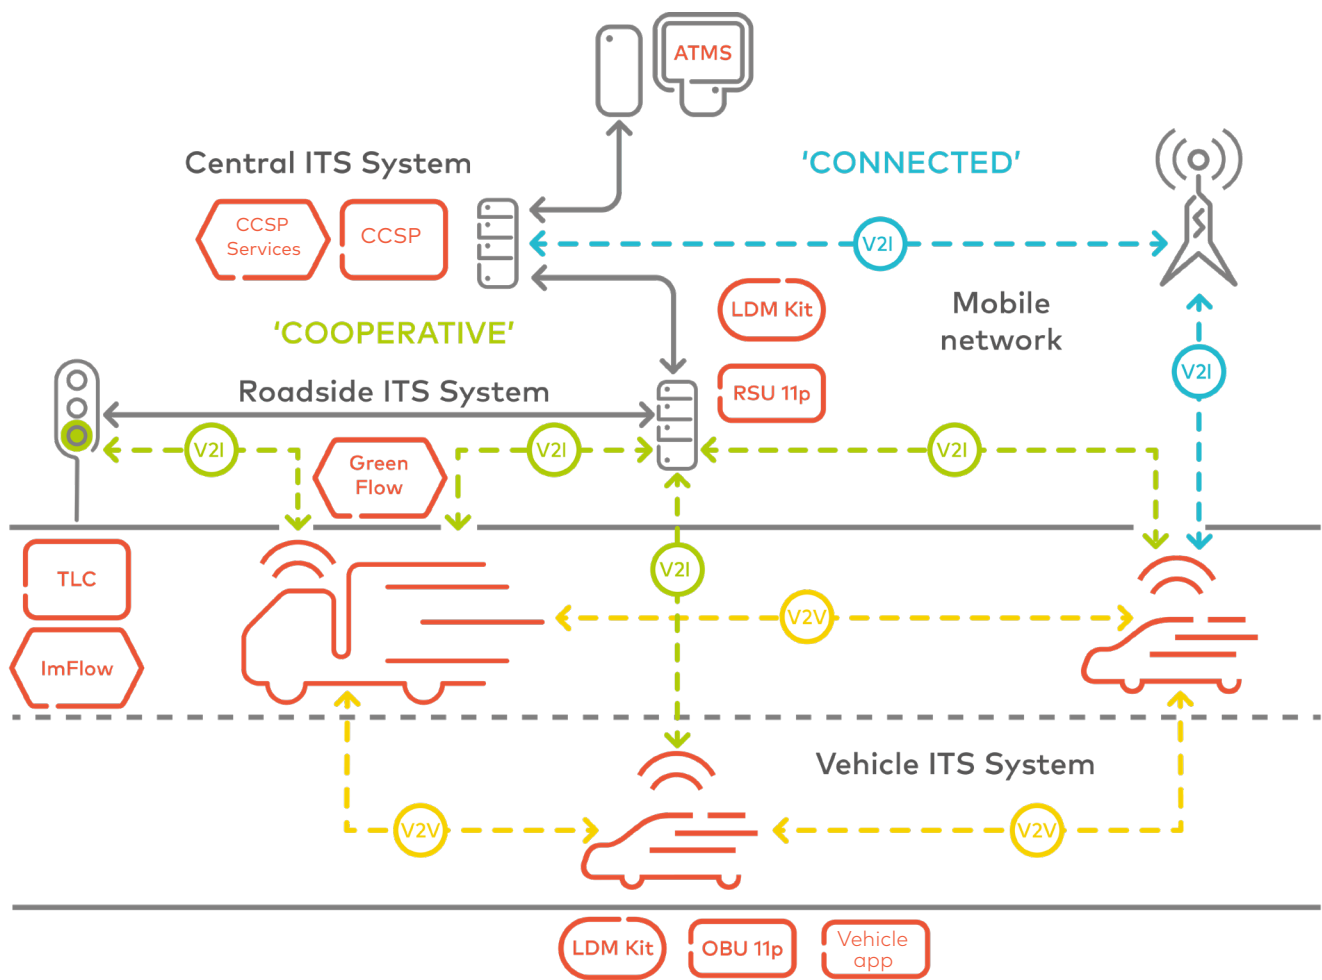 ATMS
Central ITS System
'CONNECTED'
CCSP
Services
CCSP
V2I
LDM Kit
Mobile
network
'COOPERATIVE'
V2I
Roadside ITS System
RSU 11p
V2I
V2I
V2I
Green
Flow
TLC
V2I
V2V
ImFlow
Vehicle ITS System
V2V
V2V
LDM Kit
OBU 11p
Vehicle
app